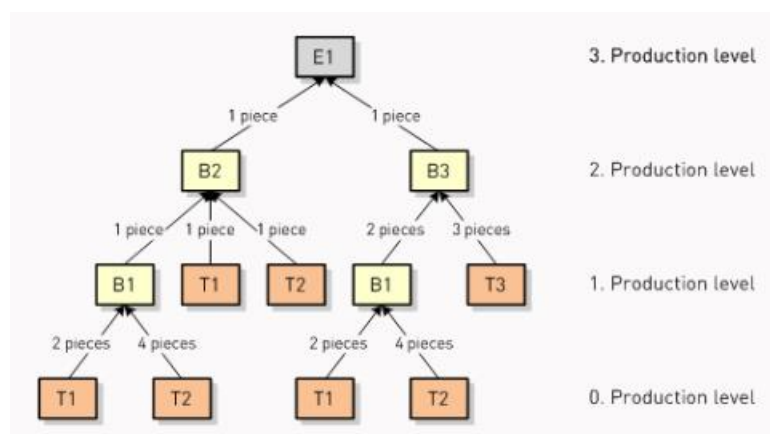 E1
3. Production level
1 piece
1 piece
B2
B3
2. Production level
1 piece
1 piece
1 piece
2 pieces
3 pieces
B1
T1
T2
B1
T3
1. Production level
2 pieces
4 pieces
2 pieces
4 pieces
T1
T2
T1
T2
0. Production level